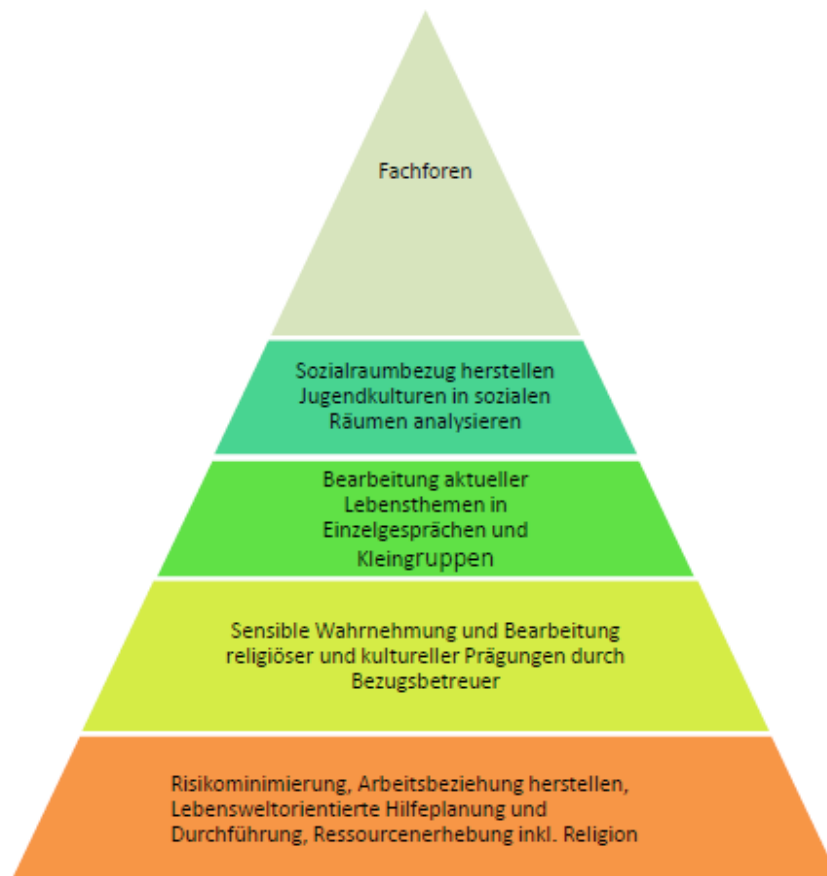 Fachforen
Sozialraumbezug herstellen
Jugendkulturen in sozialen
Räumen analysieren
Bearbeitung aktueller
Lebensthemen in
Einzelgesprächen und
Kleingruppen
Sensible Wahrnehmung und Bearbeitung
religiöser und kultureller Prägungen durch
Bezugsbetreuer
Risikominimierung, Arbeitsbeziehung herstellen,
Lebensweltorientierte Hilfeplanung und
Durchführung, Ressourcenerhebung inkl. Religion